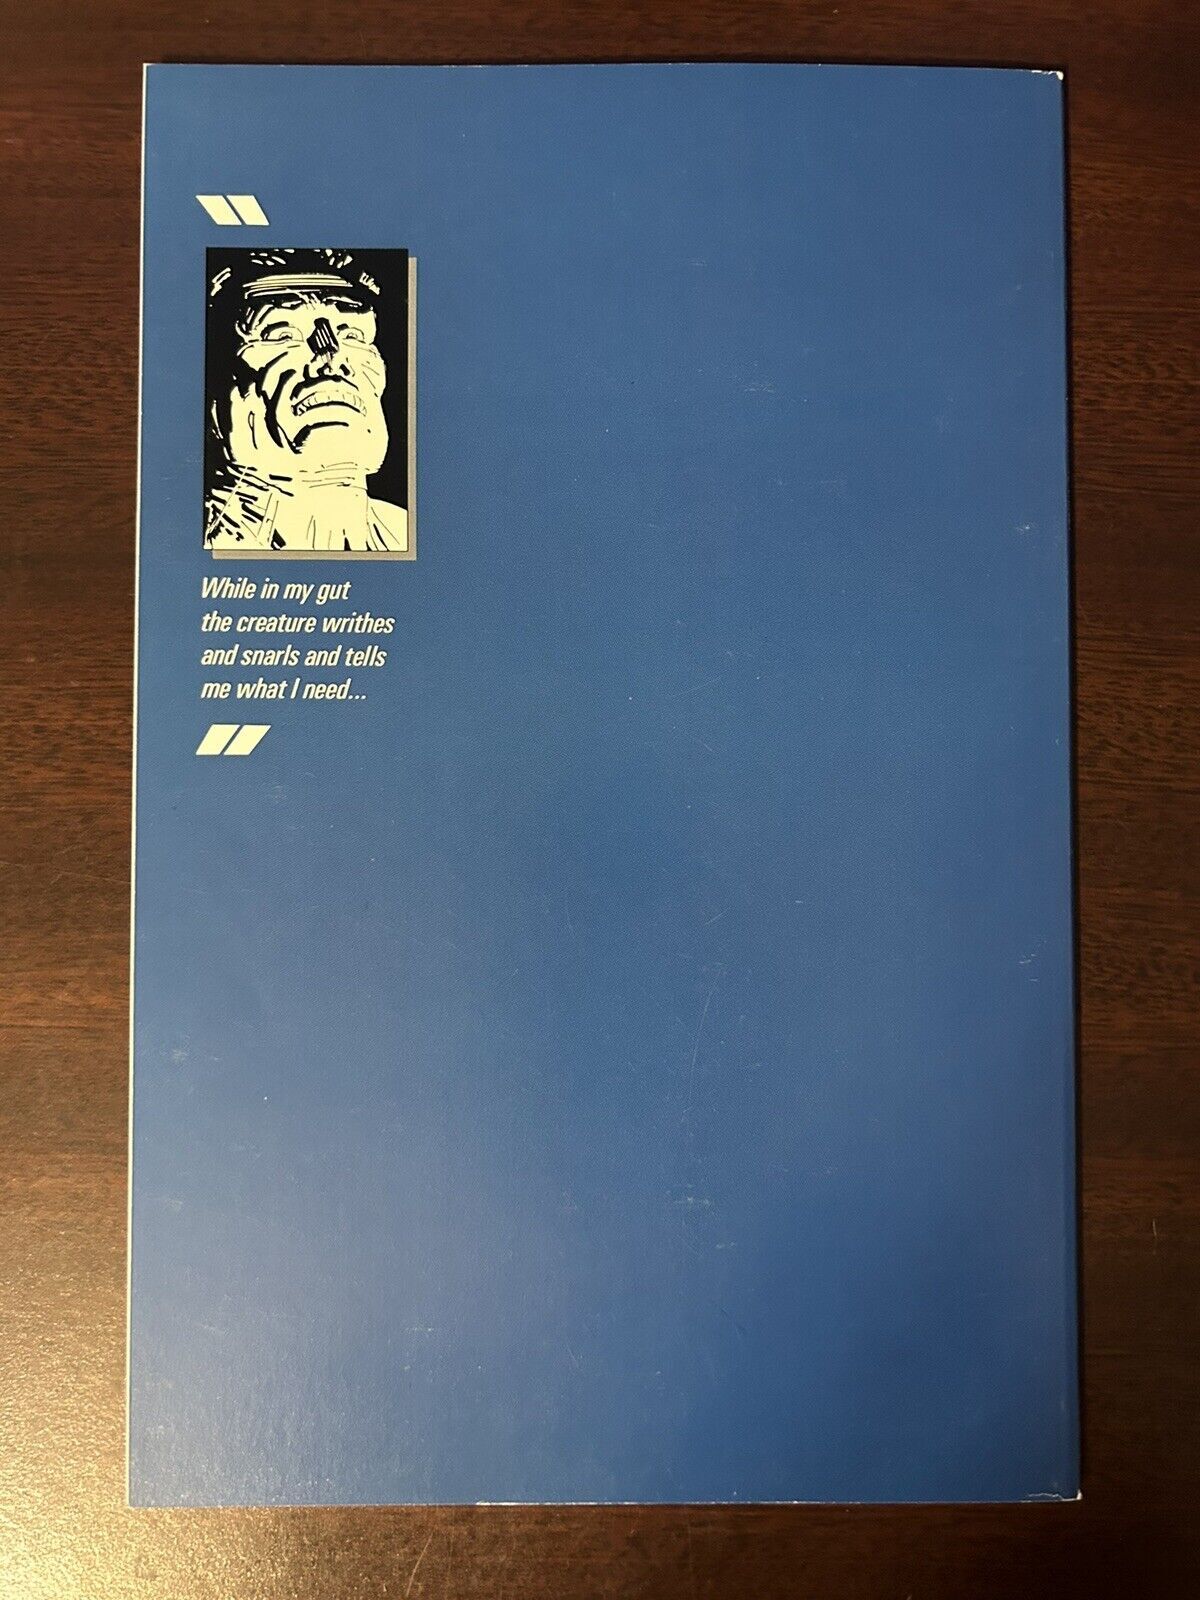 While in my gut
the creature writhes
and snarls and tells
me what I need...